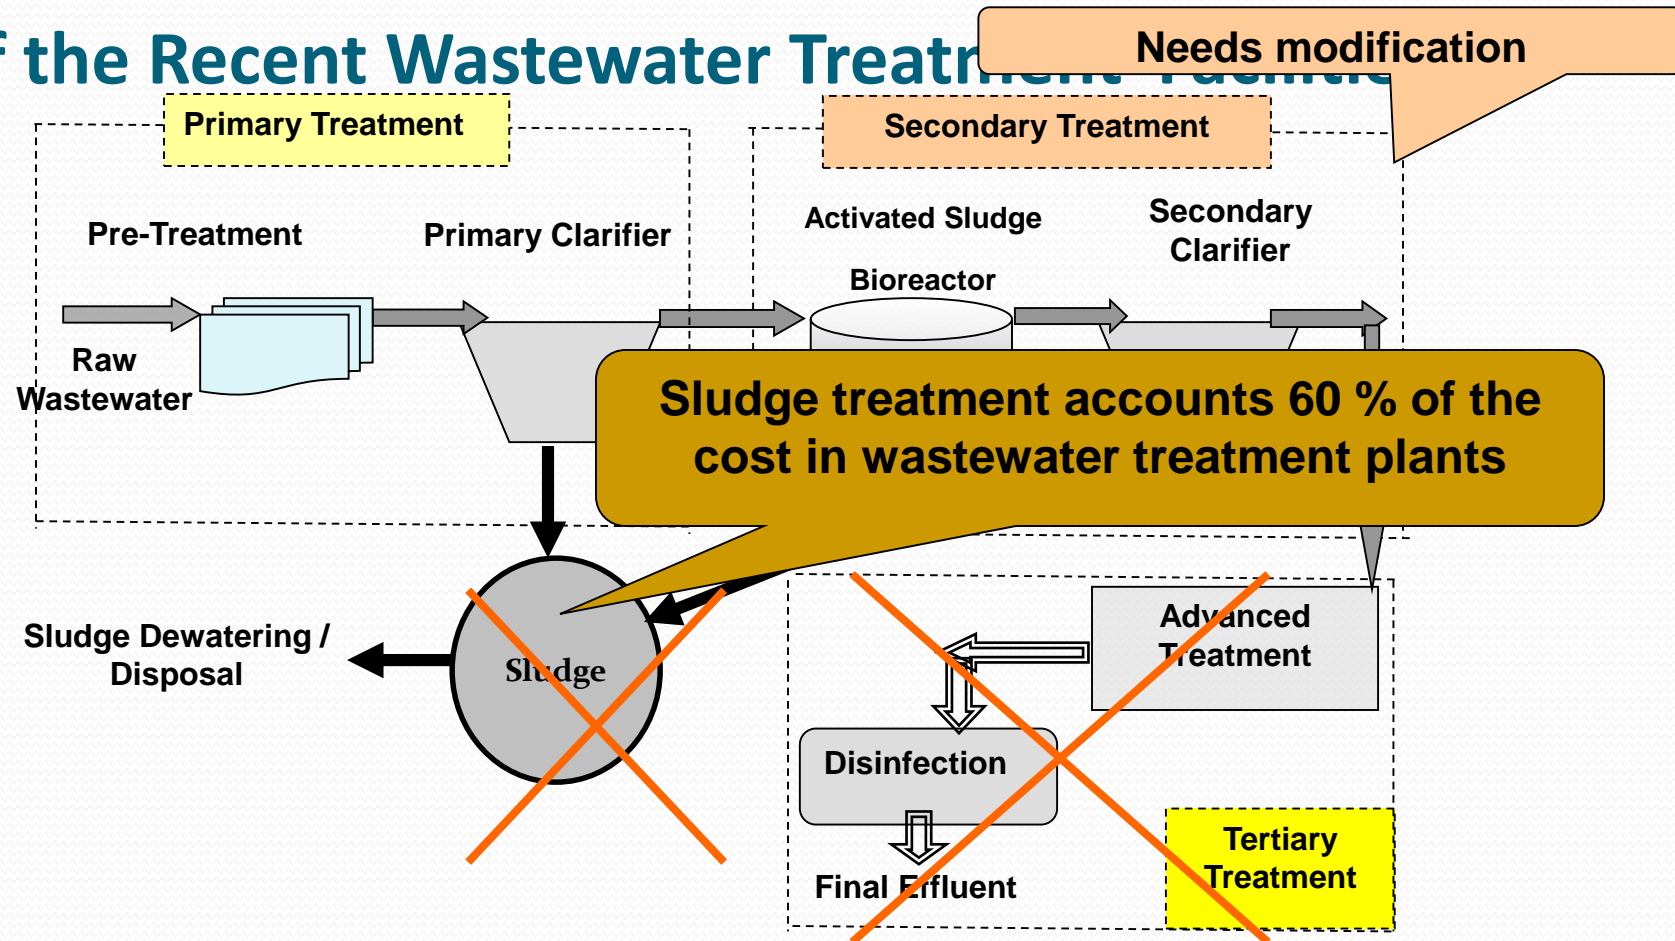 the Recent Wastewater Treatment Facilitie
Needs modification
Primary Treatment
Secondary Treatment
Pre-Treatment
Primary Clarifier
Activated Sludge
Bioreactor
Secondary
Clarifier
Raw
Wastewater
Sludge treatment accounts 60 % of the
cost in wastewater treatment plants
Sludge Dewatering /
Disposal
Sludge
Advanced
Treatment
Disinfection
Final Effluent
Tertiary
Treatment